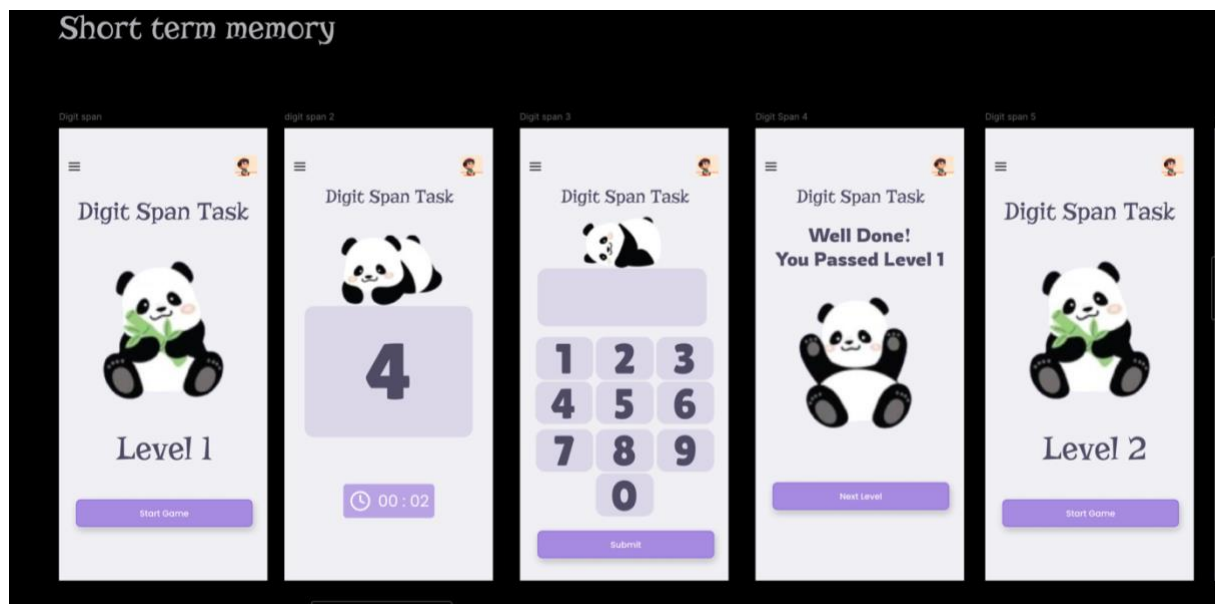 Short term memory
Digit span
Digit Span Task
Level 1
Start Game
digit span 2
Digit Span Task
4
00 : 02
Digit span 3
Digit Span Task
1 2 3
4 5 6
7 8 9
0
Submit
Digit Span 4
Digit Span Task
Well Done!
You Passed Level 1
Next Level
Digit span 5
Digit Span Task
Level 2
Start Game